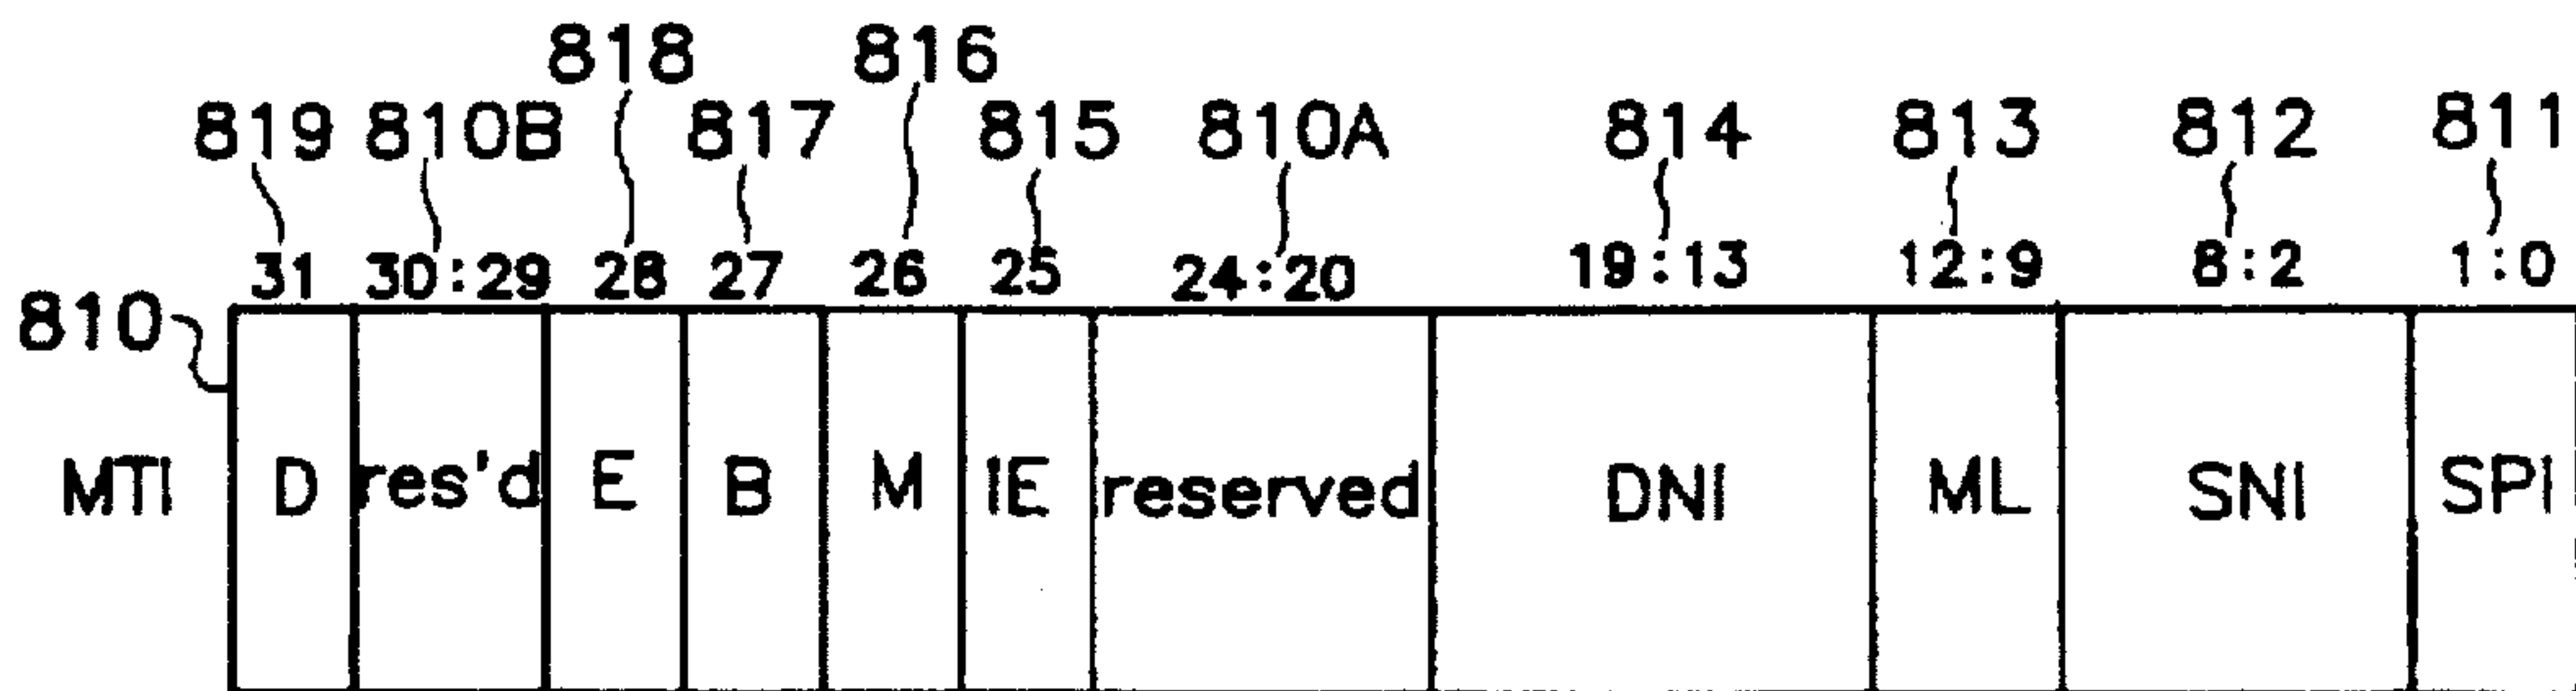 818 816
819 810B 817 815 810A 814 813 812 811
31 30:29 28 27 26 25 24:20 19:13 12:9 8:2 1:0
810
MTI D res'd E B M IE reserved DNI ML SNI SPI